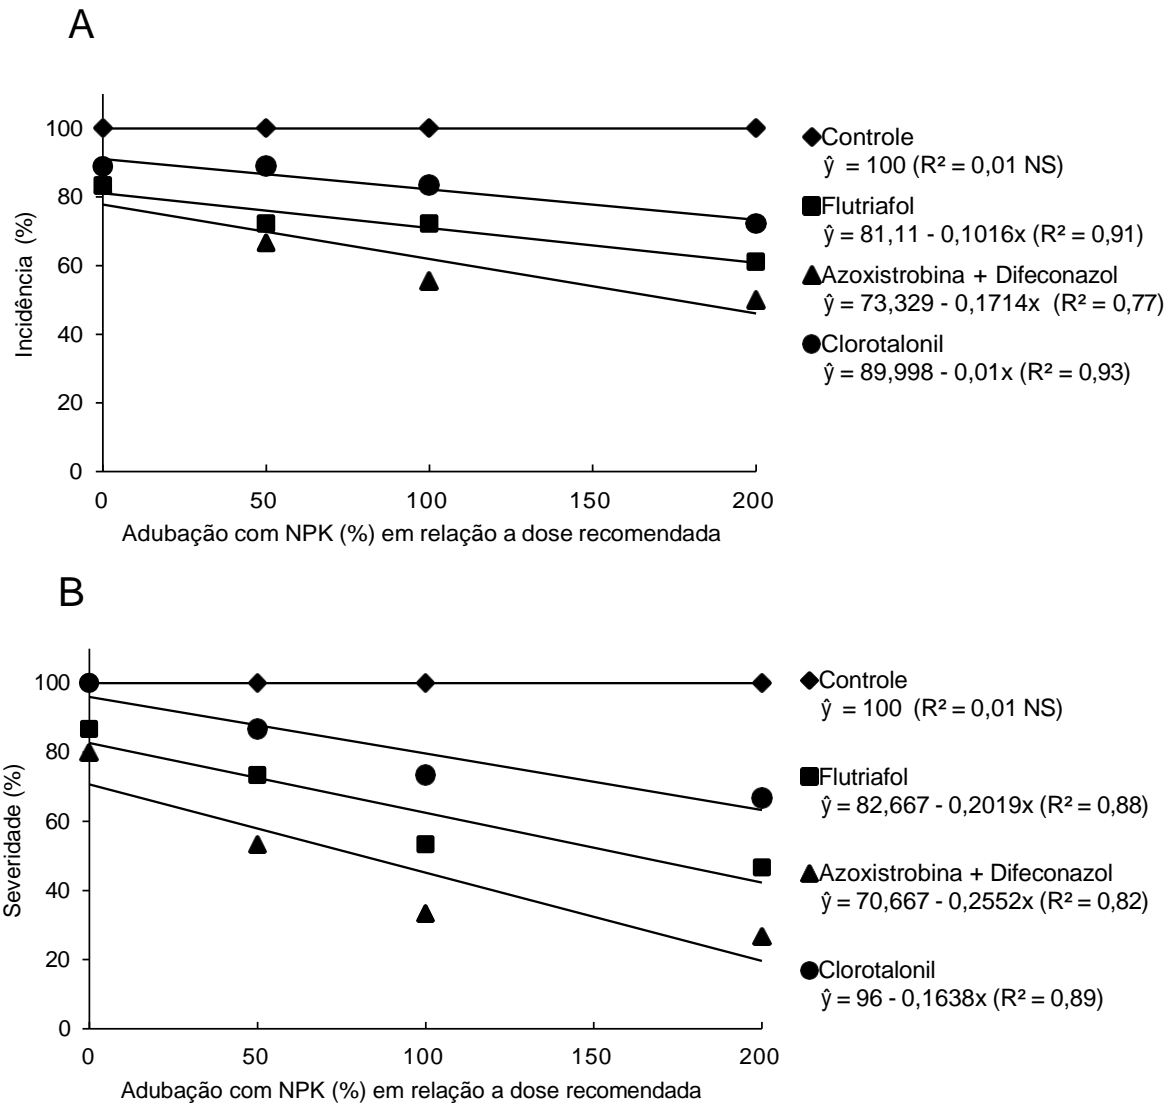 A
100
80
60
40
20
0
Incidência (%)
0 50 100 150 200
Adubação com NPK (%) em relação a dose recomendada
Controle
ŷ = 100 (R² = 0,01 NS)
Flutriafol
ŷ = 81,11 - 0,1016x (R² = 0,91)
Azoxistrobina + Difeconazol
ŷ = 73,329 - 0,1714x (R² = 0,77)
Clorotalonil
ŷ = 89,998 - 0,01x (R² = 0,93)
B
100
80
60
40
20
0
Severidade (%)
0 50 100 150 200
Adubação com NPK (%) em relação a dose recomendada
Controle
ŷ = 100 (R² = 0,01 NS)
Flutriafol
ŷ = 82,667 - 0,2019x (R² = 0,88)
Azoxistrobina + Difeconazol
ŷ = 70,667 - 0,2552x (R² = 0,82)
Clorotalonil
ŷ = 96 - 0,1638x (R² = 0,89)